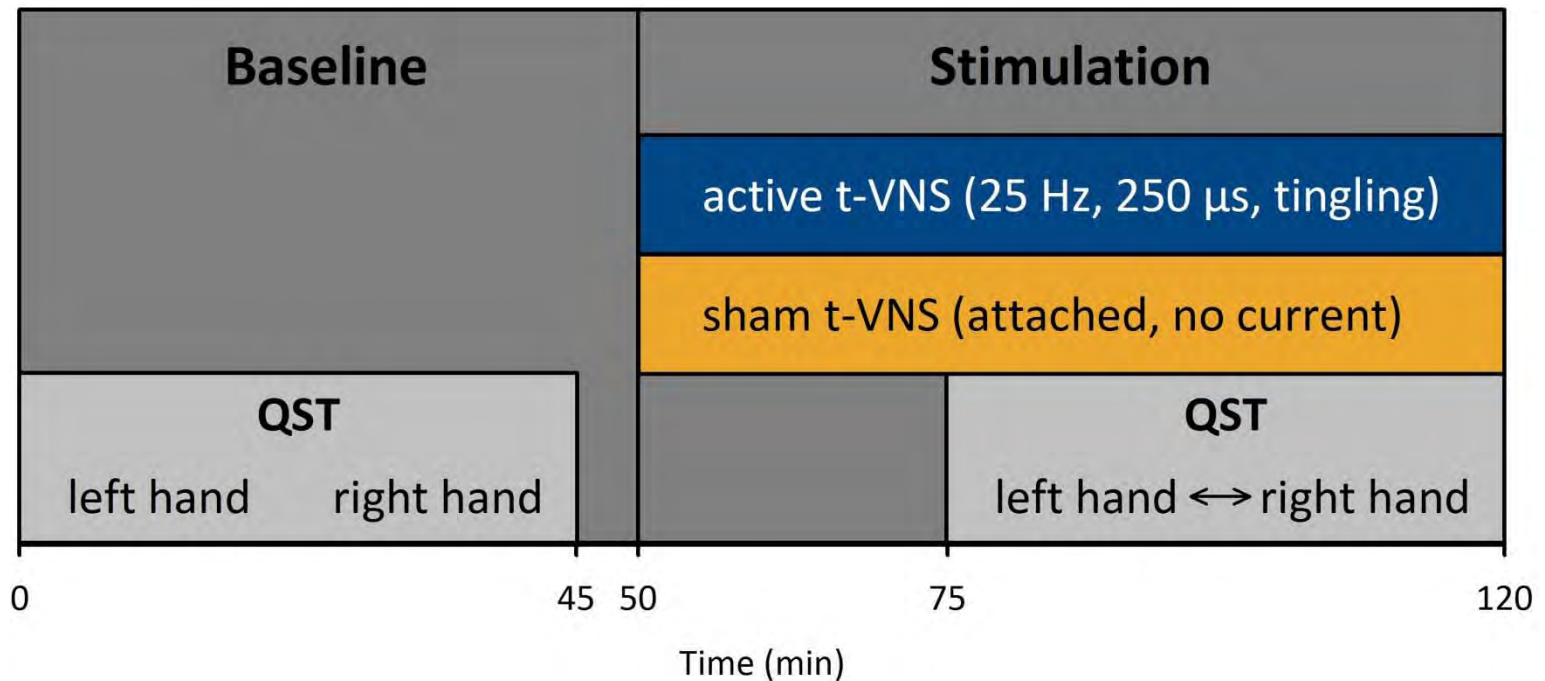 Baseline
Stimulation
active t-VNS (25 Hz, 250 µs, tingling)
sham t-VNS (attached, no current)
QST
left hand right hand
QST
left hand ↔ right hand
0 45 50 75 120
Time (min)